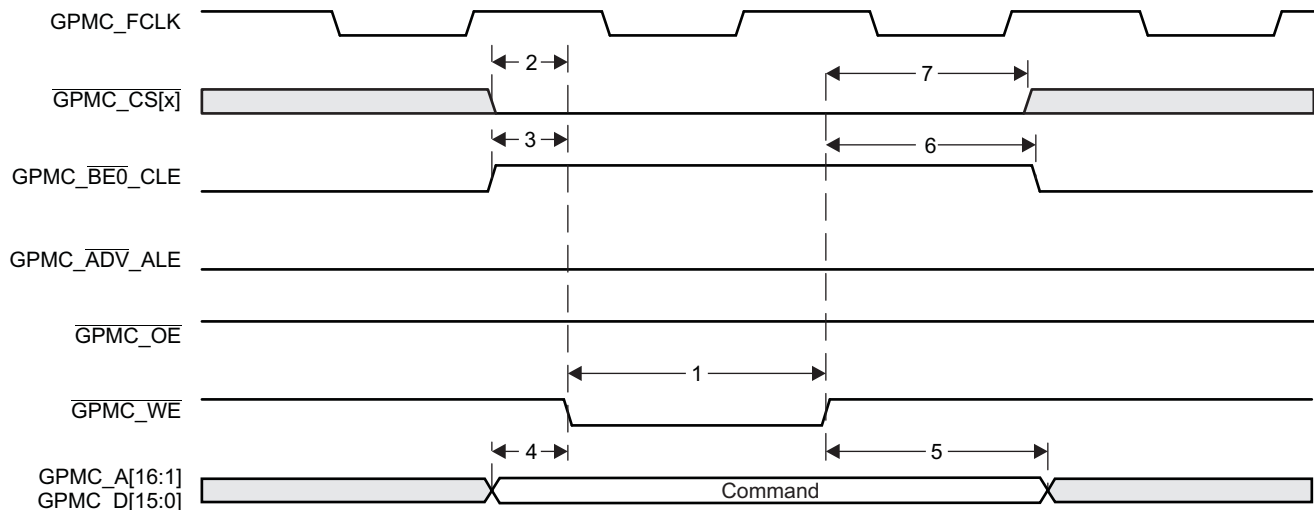 GPMC_FCLK
2
7
GPMC_CS[x]
3
6
GPMC_BE0_CLE
GPMC_ADV_ALE
GPMC_OE
1
GPMC_WE
4
5
GPMC_A[16:1]
GPMC_D[15:0]
Command